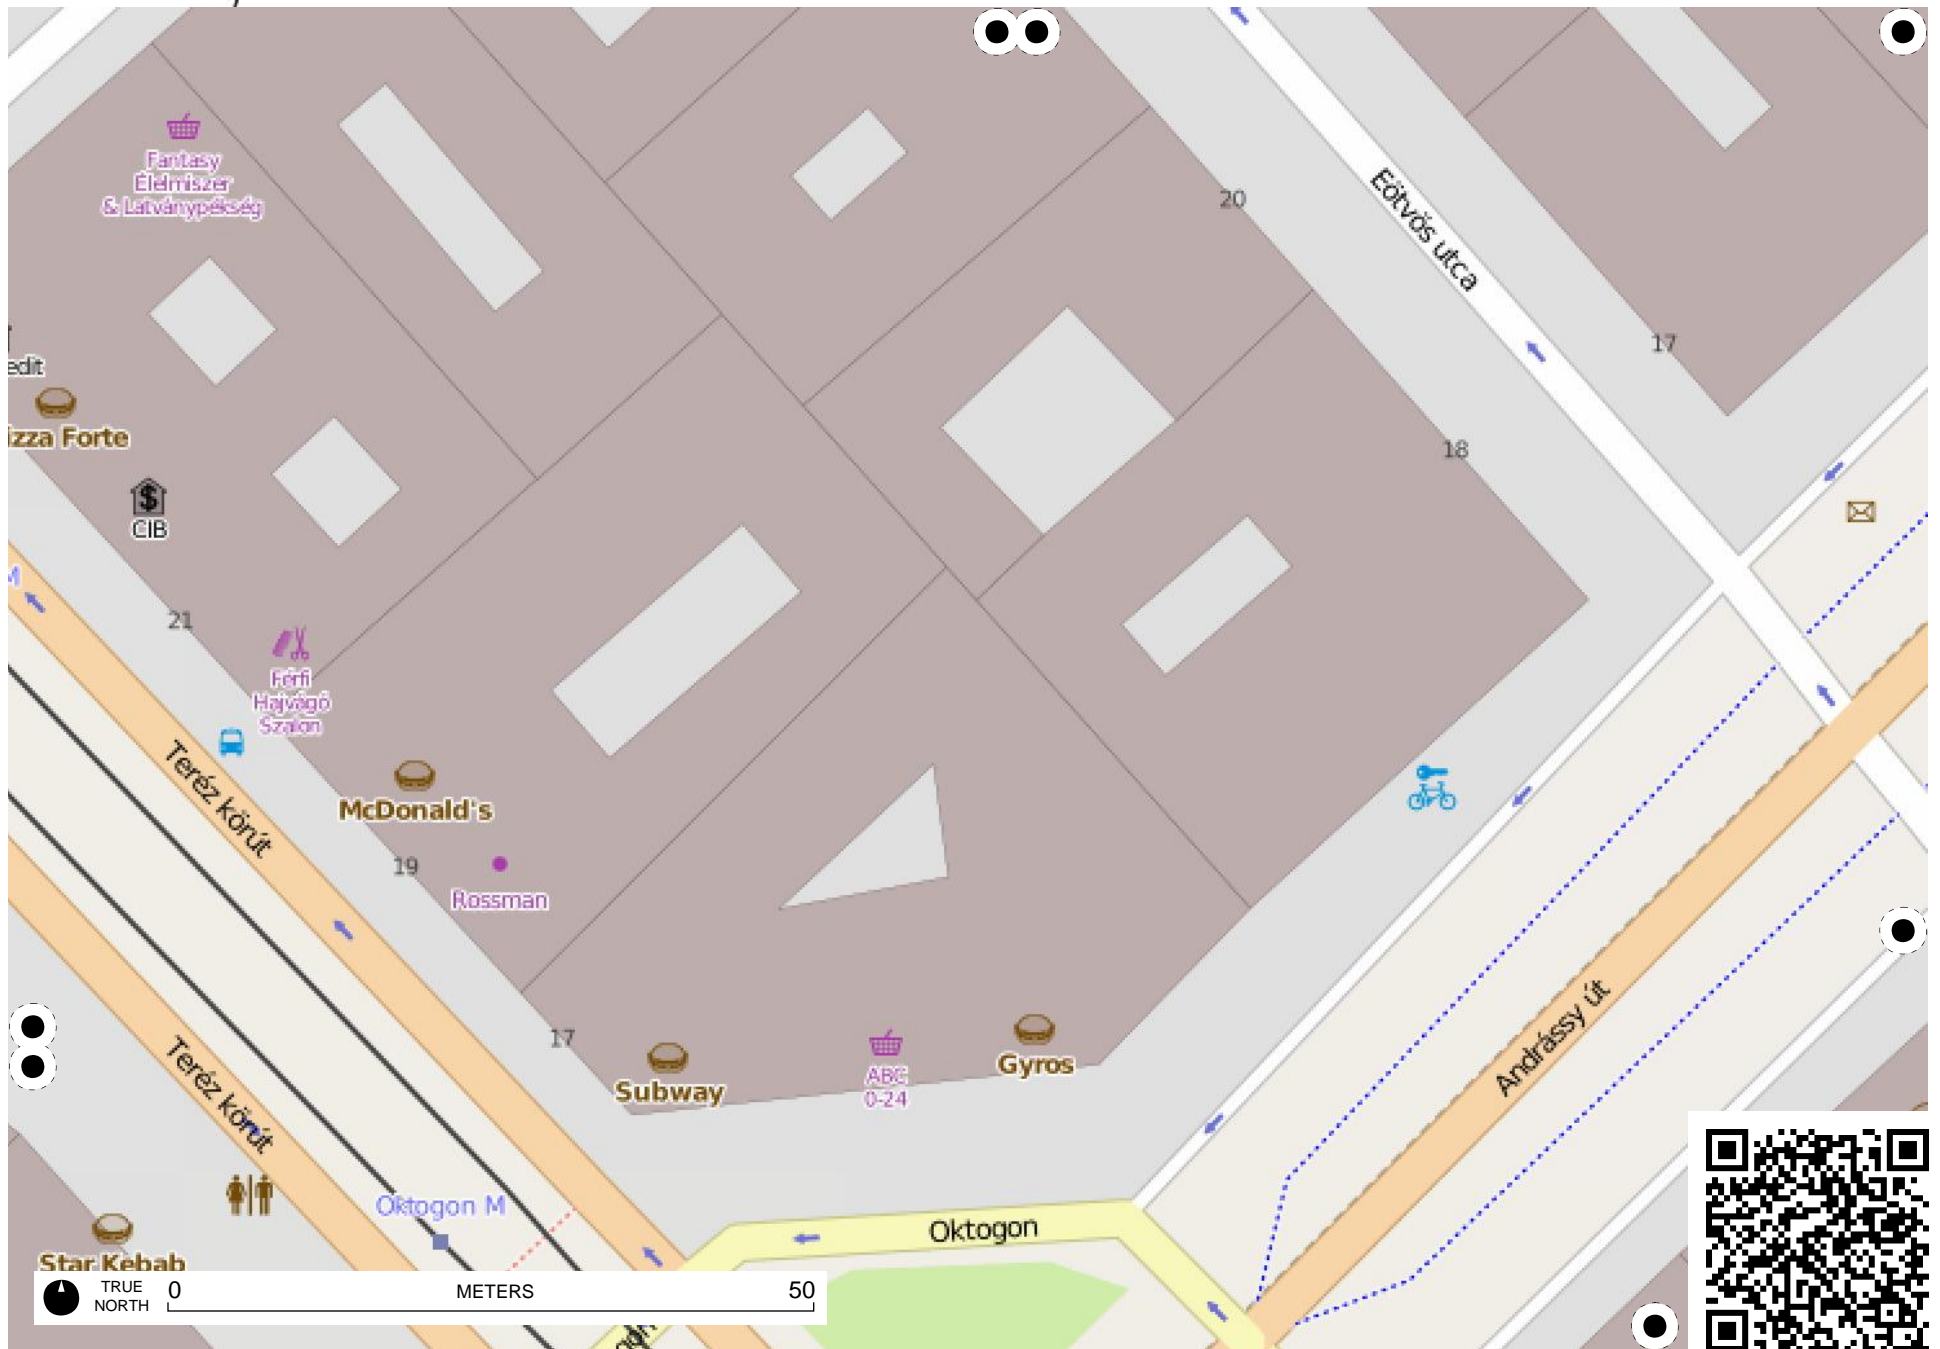 Fantasy
Élelmiszer
& Latványpékség
20
Eötvös utca
17
edit
izza Forte
18
CIB
M
21
Férfi
Hajvágó
Szalon
Teréz körút
McDonald's
19
Rossman
Andrássy út
17
Subway
ABC
0-24
Gyros
Teréz körút
Oktogon M
Oktogon
Star Kebab
TRUE
NORTH
0
METERS
50